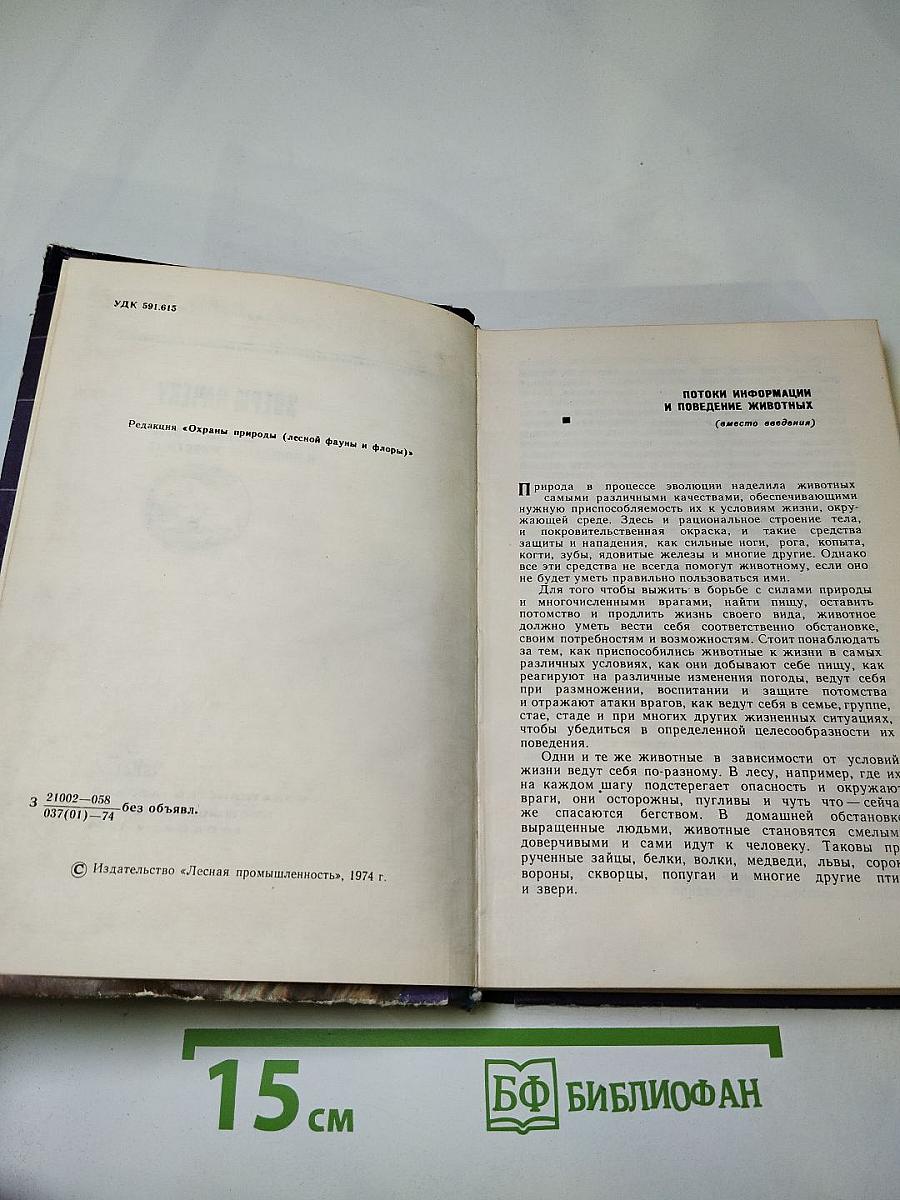 УДК 591.615
Редакция «Охраны природы (лесной фауны и флоры)»
З 21002—058
037(01)—74 без объявл.
© Издательство «Лесная промышленность», 1974 г.
ПОТОКИ ИНФОРМАЦИИ
И ПОВЕДЕНИЕ ЖИВОТНЫХ
(вместо введения)
Природа в процессе эволюции наделила животных
самыми различными качествами, обеспечивающими
нужную приспособляемость их к условиям жизни, окру-
жающей среде. Здесь и рациональное строение тела,
и покровительственная окраска, и такие средства
защиты и нападения, как сильные ноги, рога, копыта,
когти, зубы, ядовитые железы и многие другие. Однако
все эти средства не всегда помогут животному, если оно
не будет уметь правильно пользоваться ими.
Для того чтобы выжить в борьбе с силами природы
и многочисленными врагами, найти пищу, оставить
потомство и продлить жизнь своего вида, животное
должно уметь вести себя соответственно обстановке,
своим потребностям и возможностям. Стоит понаблюдать
за тем, как приспособились животные к жизни в самых
различных условиях, как они добывают себе пищу, как
реагируют на различные изменения погоды, ведут себя
при размножении, воспитании и защите потомства
и отражают атаки врагов, как ведут себя в семье, группе,
стае, стаде и при многих других жизненных ситуациях,
чтобы убедиться в определенной целесообразности их
поведения.
Одни и те же животные в зависимости от условий
жизни ведут себя по-разному. В лесу, например, где их
на каждом шагу подстерегает опасность и окружают
враги, они осторожны, пугливы и чуть что — сейча
же спасаются бегством. В домашней обстановке
выращенные людьми, животные становятся смелым
доверчивыми и сами идут к человеку. Таковы пр
рученные зайцы, белки, волки, медведи, львы, сорок
вороны, скворцы, попугаи и многие другие пти
и звери.
15 см
БФ БИБЛИОФАН